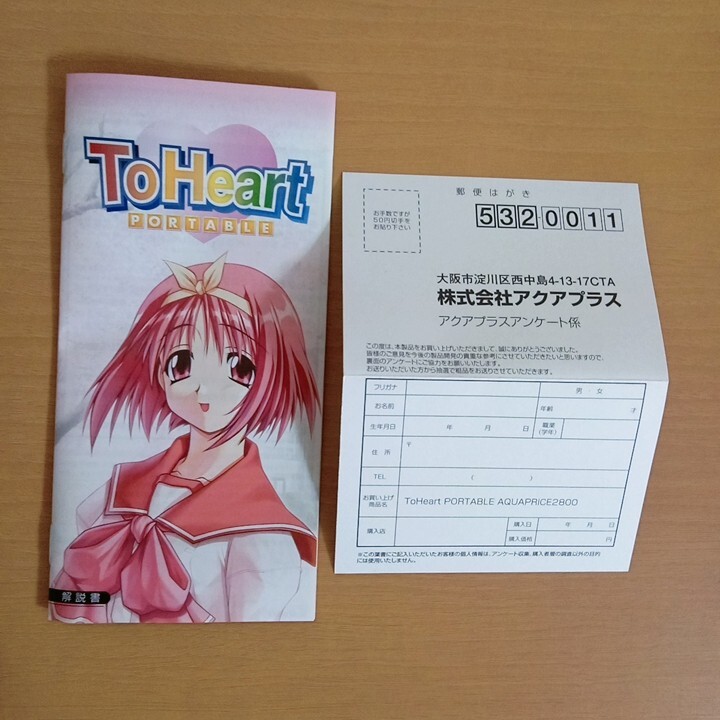 ToHeart
PORTABLE
解説書
郵便はがき
お手数ですが
50円切手を
お貼り下さい
532-0011
大阪市淀川区西中島4-13-17CTA
株式会社アクアプラス
アクアプラスアンケート係
この度は、本製品をお買い上げいただきまして、誠にありがとうございました。
皆様のご意見を今後の製品開発の貴重な参考にさせていただきたいと思いますので、
裏面のアンケートにご協力をお願いいたします。
お送りいただいた方から抽選で粗品をお送りさせていただきます。
フリガナ 男・女
お名前 年齢 才
生年月日 年 月 日 職業(学年)
住所 〒
TEL ( )
お買い上げ商品名 ToHeart PORTABLE AQUAPRICE2800
購入店 購入日 年 月 日
購入価格 円
※この葉書にご記入いただいたお客様の個人情報は、アンケート収集、購入者層の調査以外の目的
には使用いたしません。